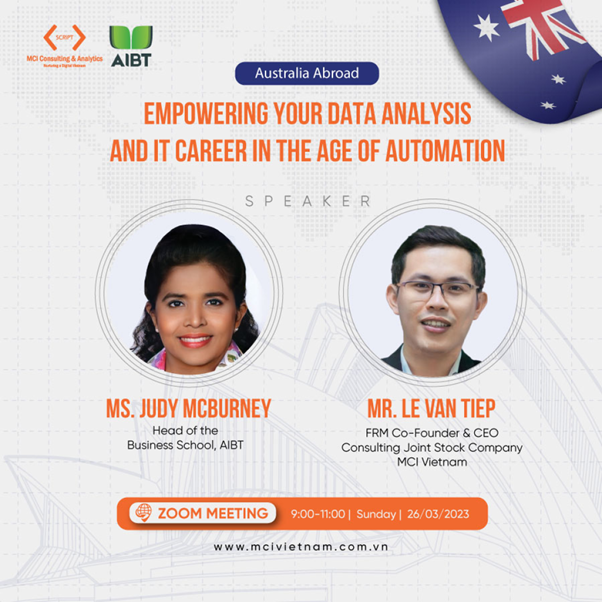 SCRIPT
MCI Consulting & Analytics
AIBT
Australia Abroad
EMPOWERING YOUR DATA ANALYSIS
AND IT CAREER IN THE AGE OF AUTOMATION
SPEAKER
MS. JUDY MCBURNEY
Head of the
Business School, AIBT
MR. LE VAN TIEP
FRM Co-Founder & CEO
Consulting Joint Stock Company
MCI Vietnam
ZOOM MEETING 9:00-11:00 | Sunday | 26/03/2023
www.mcivietnam.com.vn